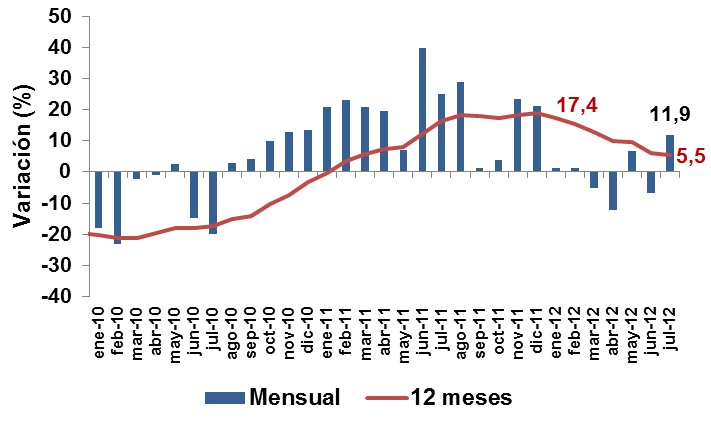 Variación (%)
50
40
30
20
10
0
-10
-20
-30
-40
17,4
11,9
5,5
ene-10
feb-10
mar-10
abr-10
may-10
jun-10
jul-10
ago-10
sep-10
oct-10
nov-10
dic-10
ene-11
feb-11
mar-11
abr-11
may-11
jun-11
jul-11
ago-11
sep-11
oct-11
nov-11
dic-11
ene-12
feb-12
mar-12
abr-12
may-12
jun-12
jul-12
Mensual 12 meses